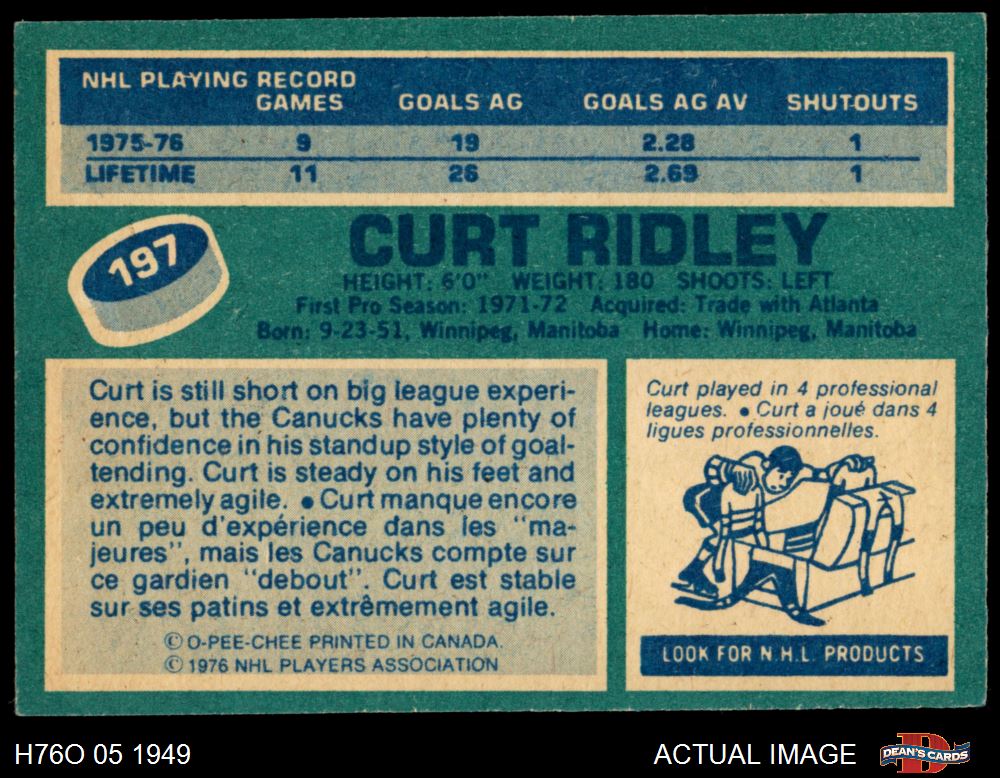 NHL PLAYING RECORD
GAMES GOALS AG GOALS AG AV SHUTOUTS
1975-76 9 19 2.28 1
LIFETIME 11 26 2.69 1
197
CURT RIDLEY
HEIGHT: 6'0" WEIGHT: 180 SHOOTS: LEFT
First Pro Season: 1971-72 Acquired: Trade with Atlanta
Born: 9-23-51, Winnipeg, Manitoba Home: Winnipeg, Manitoba
Curt is still short on big league experi-
ence, but the Canucks have plenty of
confidence in his standup style of goal-
tending. Curt is steady on his feet and
extremely agile. • Curt manque encore
un peu d'expérience dans les "ma-
jeures", mais les Canucks compte sur
ce gardien "debout". Curt est stable
sur ses patins et extrêmement agile.
© O-PEE-CHEE PRINTED IN CANADA.
© 1976 NHL PLAYERS ASSOCIATION
Curt played in 4 professional
leagues. • Curt a joué dans 4
ligues professionnelles.
LOOK FOR N.H.L. PRODUCTS
H76O 05 1949
ACTUAL IMAGE
DEAN'S CARDS